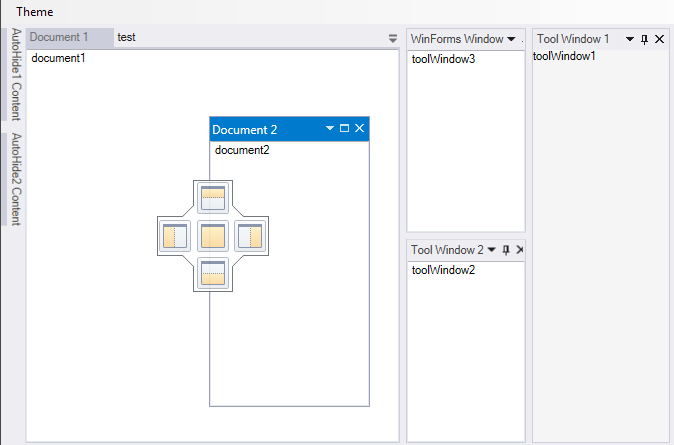 Theme
AutoHide1 Content
AutoHide2 Content
Document 1 test
document1
Document 2
document2
WinForms Window
toolWindow3
Tool Window 2
toolWindow2
Tool Window 1
toolWindow1